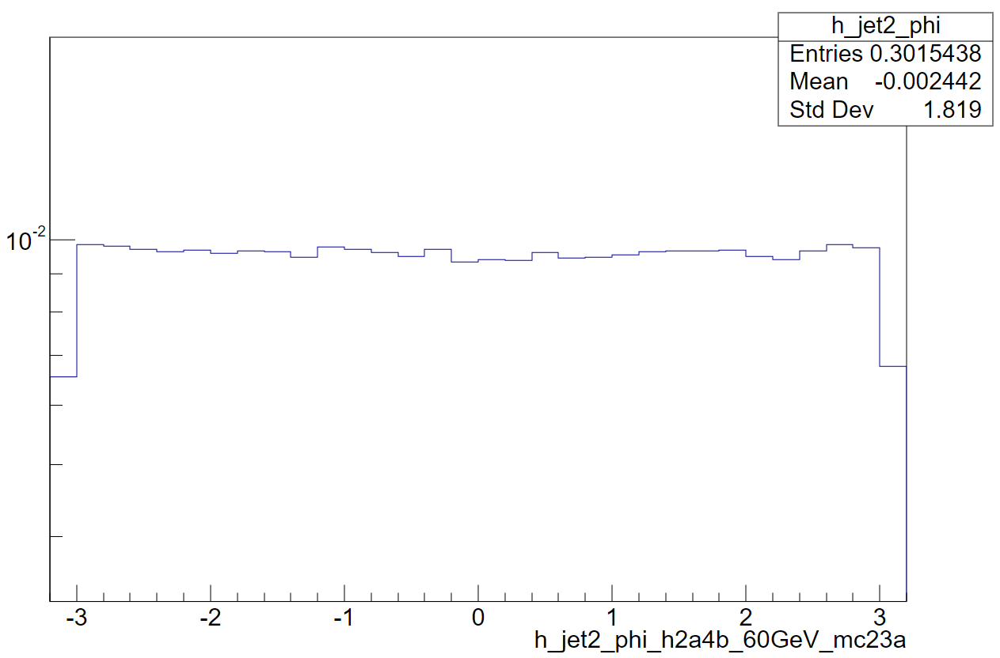 h_jet2_phi
Entries 0.3015438
Mean -0.002442
Std Dev 1.819
10-2
-3 -2 -1 0 1 2 3
h_jet2_phi_h2a4b_60GeV_mc23a